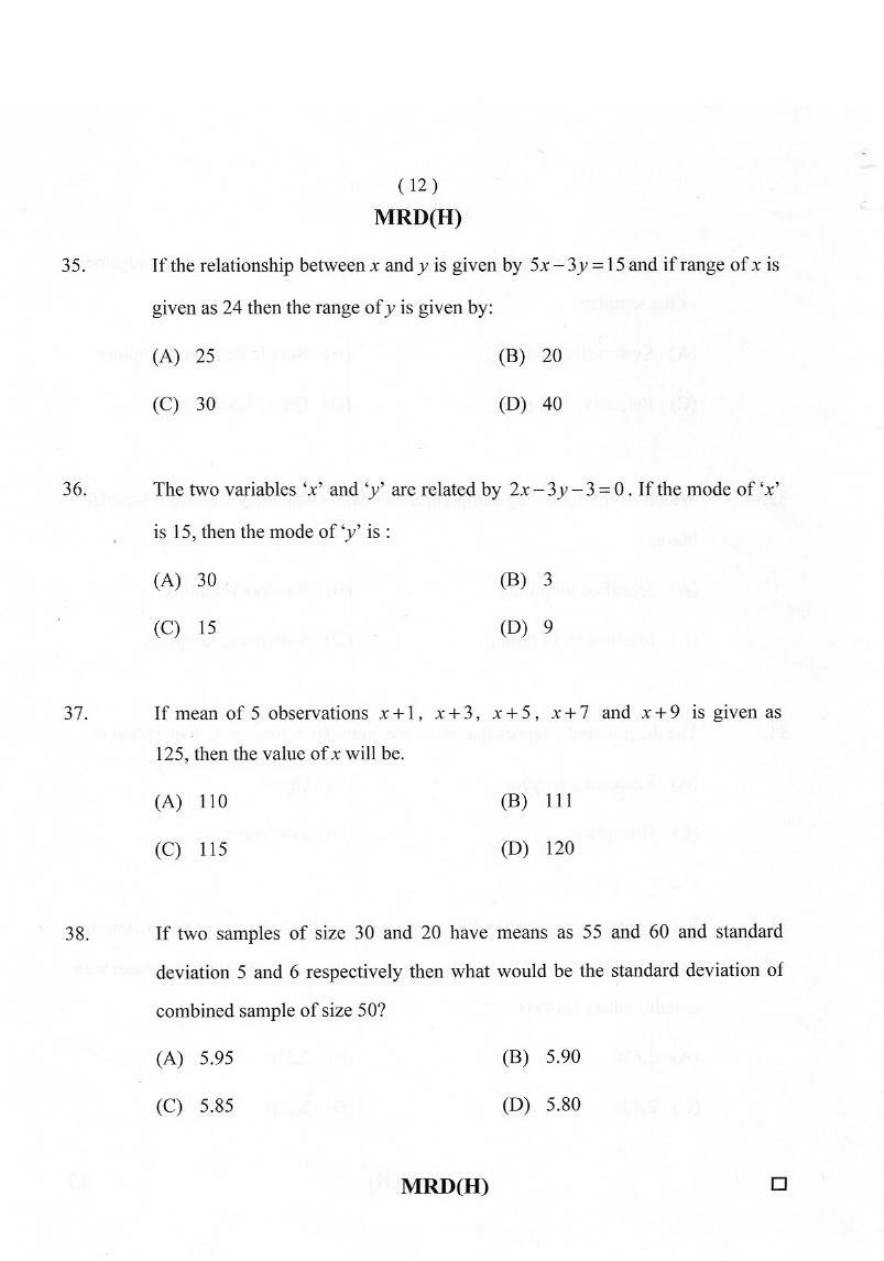 ( 12 )
MRD(H)
35. If the relationship between x and y is given by 5x−3y=15 and if range of x is
given as 24 then the range of y is given by:
(A) 25 (B) 20
(C) 30 (D) 40
36. The two variables ‘x’ and ‘y’ are related by 2x−3y−3=0. If the mode of ‘x’
is 15, then the mode of ‘y’ is :
(A) 30 (B) 3
(C) 15 (D) 9
37. If mean of 5 observations x+1, x+3, x+5, x+7 and x+9 is given as
125, then the value of x will be.
(A) 110 (B) 111
(C) 115 (D) 120
38. If two samples of size 30 and 20 have means as 55 and 60 and standard
deviation 5 and 6 respectively then what would be the standard deviation of
combined sample of size 50?
(A) 5.95 (B) 5.90
(C) 5.85 (D) 5.80
MRD(H)